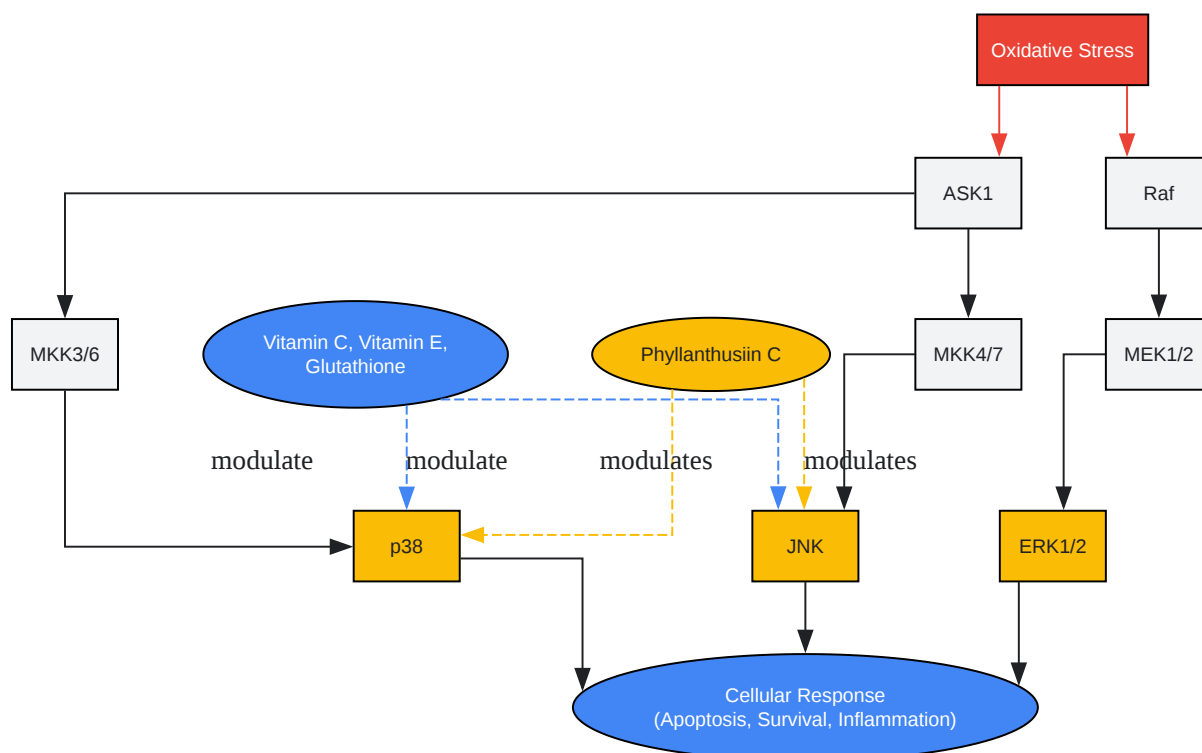 Oxidative Stress
ASK1
Raf
MKK3/6
Vitamin C, Vitamin E,
Glutathione
Phyllanthusiin C
MKK4/7
MEK1/2
modulate
modulate
modulates
modulates
p38
JNK
ERK1/2
Cellular Response
(Apoptosis, Survival, Inflammation)